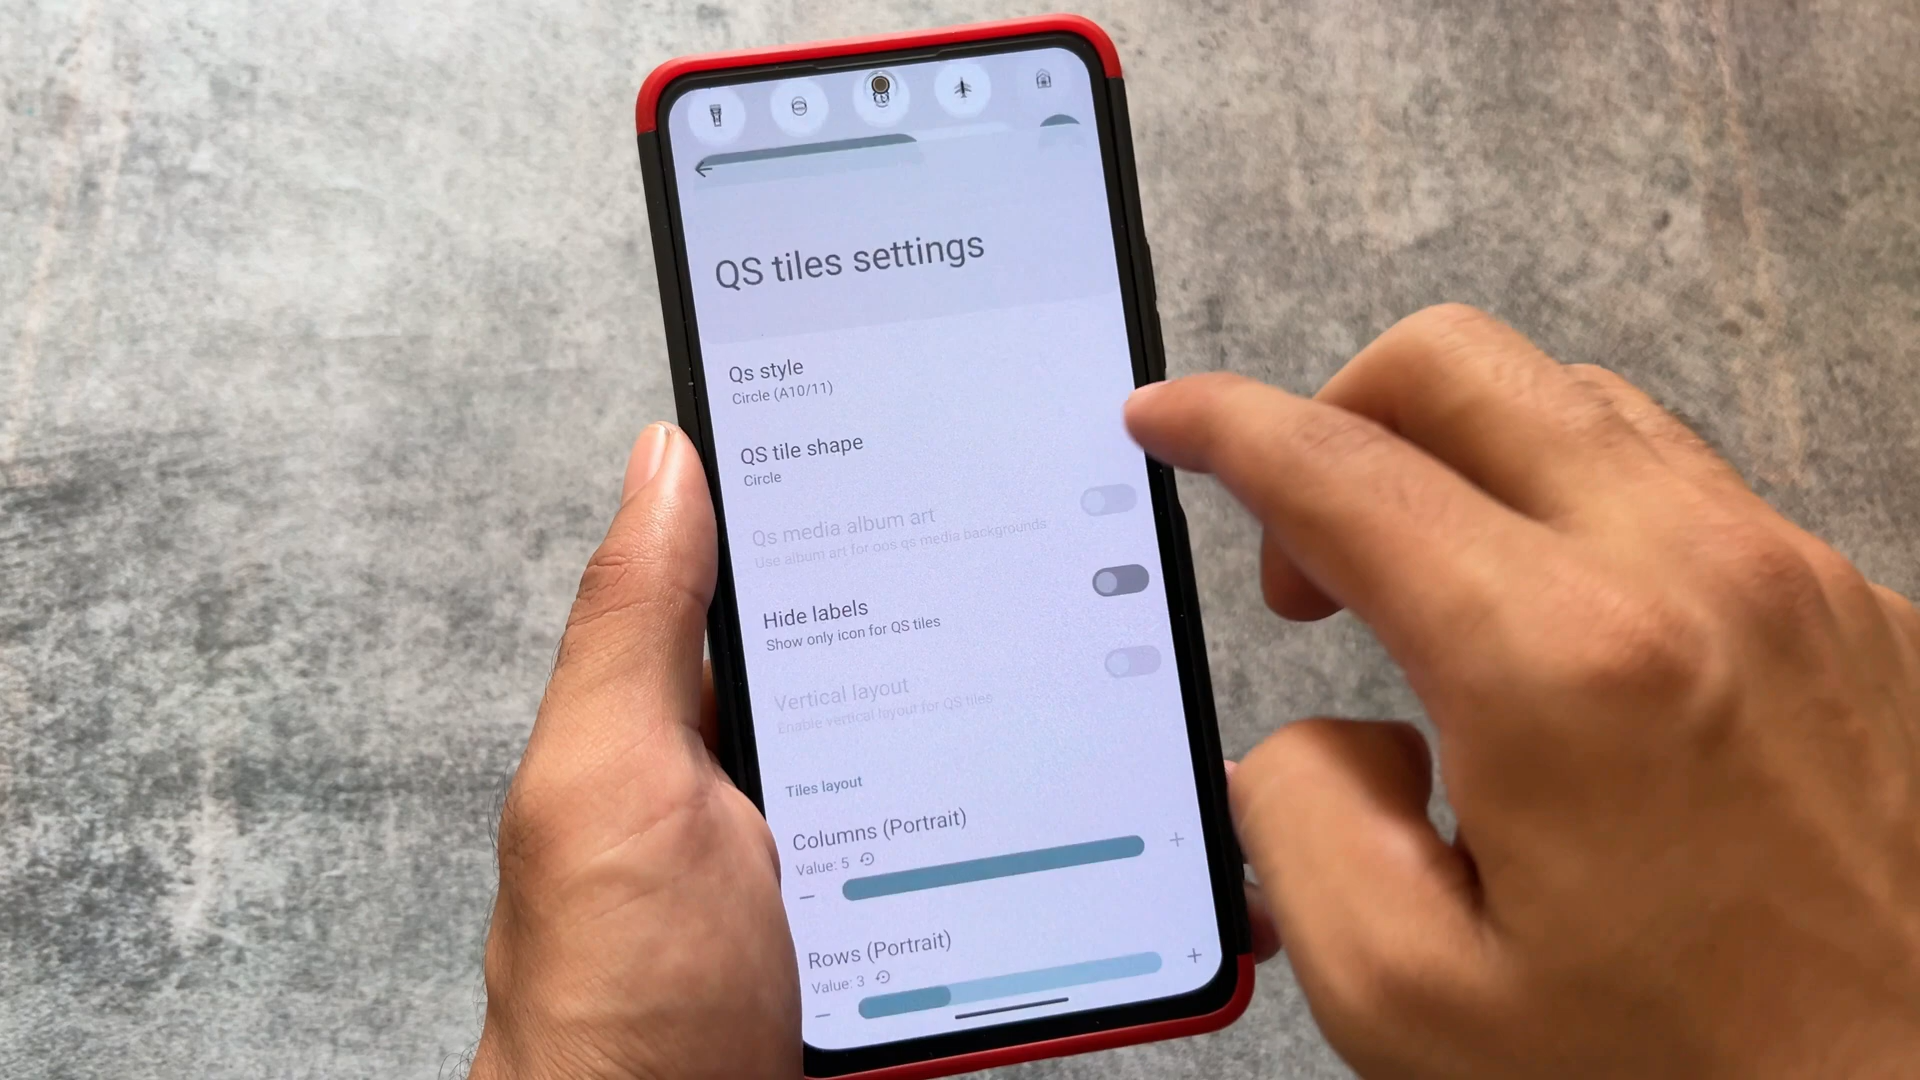 QS tiles settings
Qs style
Circle (A10/11)
QS tile shape
Circle
Qs media album art
Use album art for oos qs media backgrounds
Hide labels
Show only icon for QS tiles
Vertical layout
Enable vertical layout for QS tiles
Tiles layout
Columns (Portrait)
Value: 5
Rows (Portrait)
Value: 3